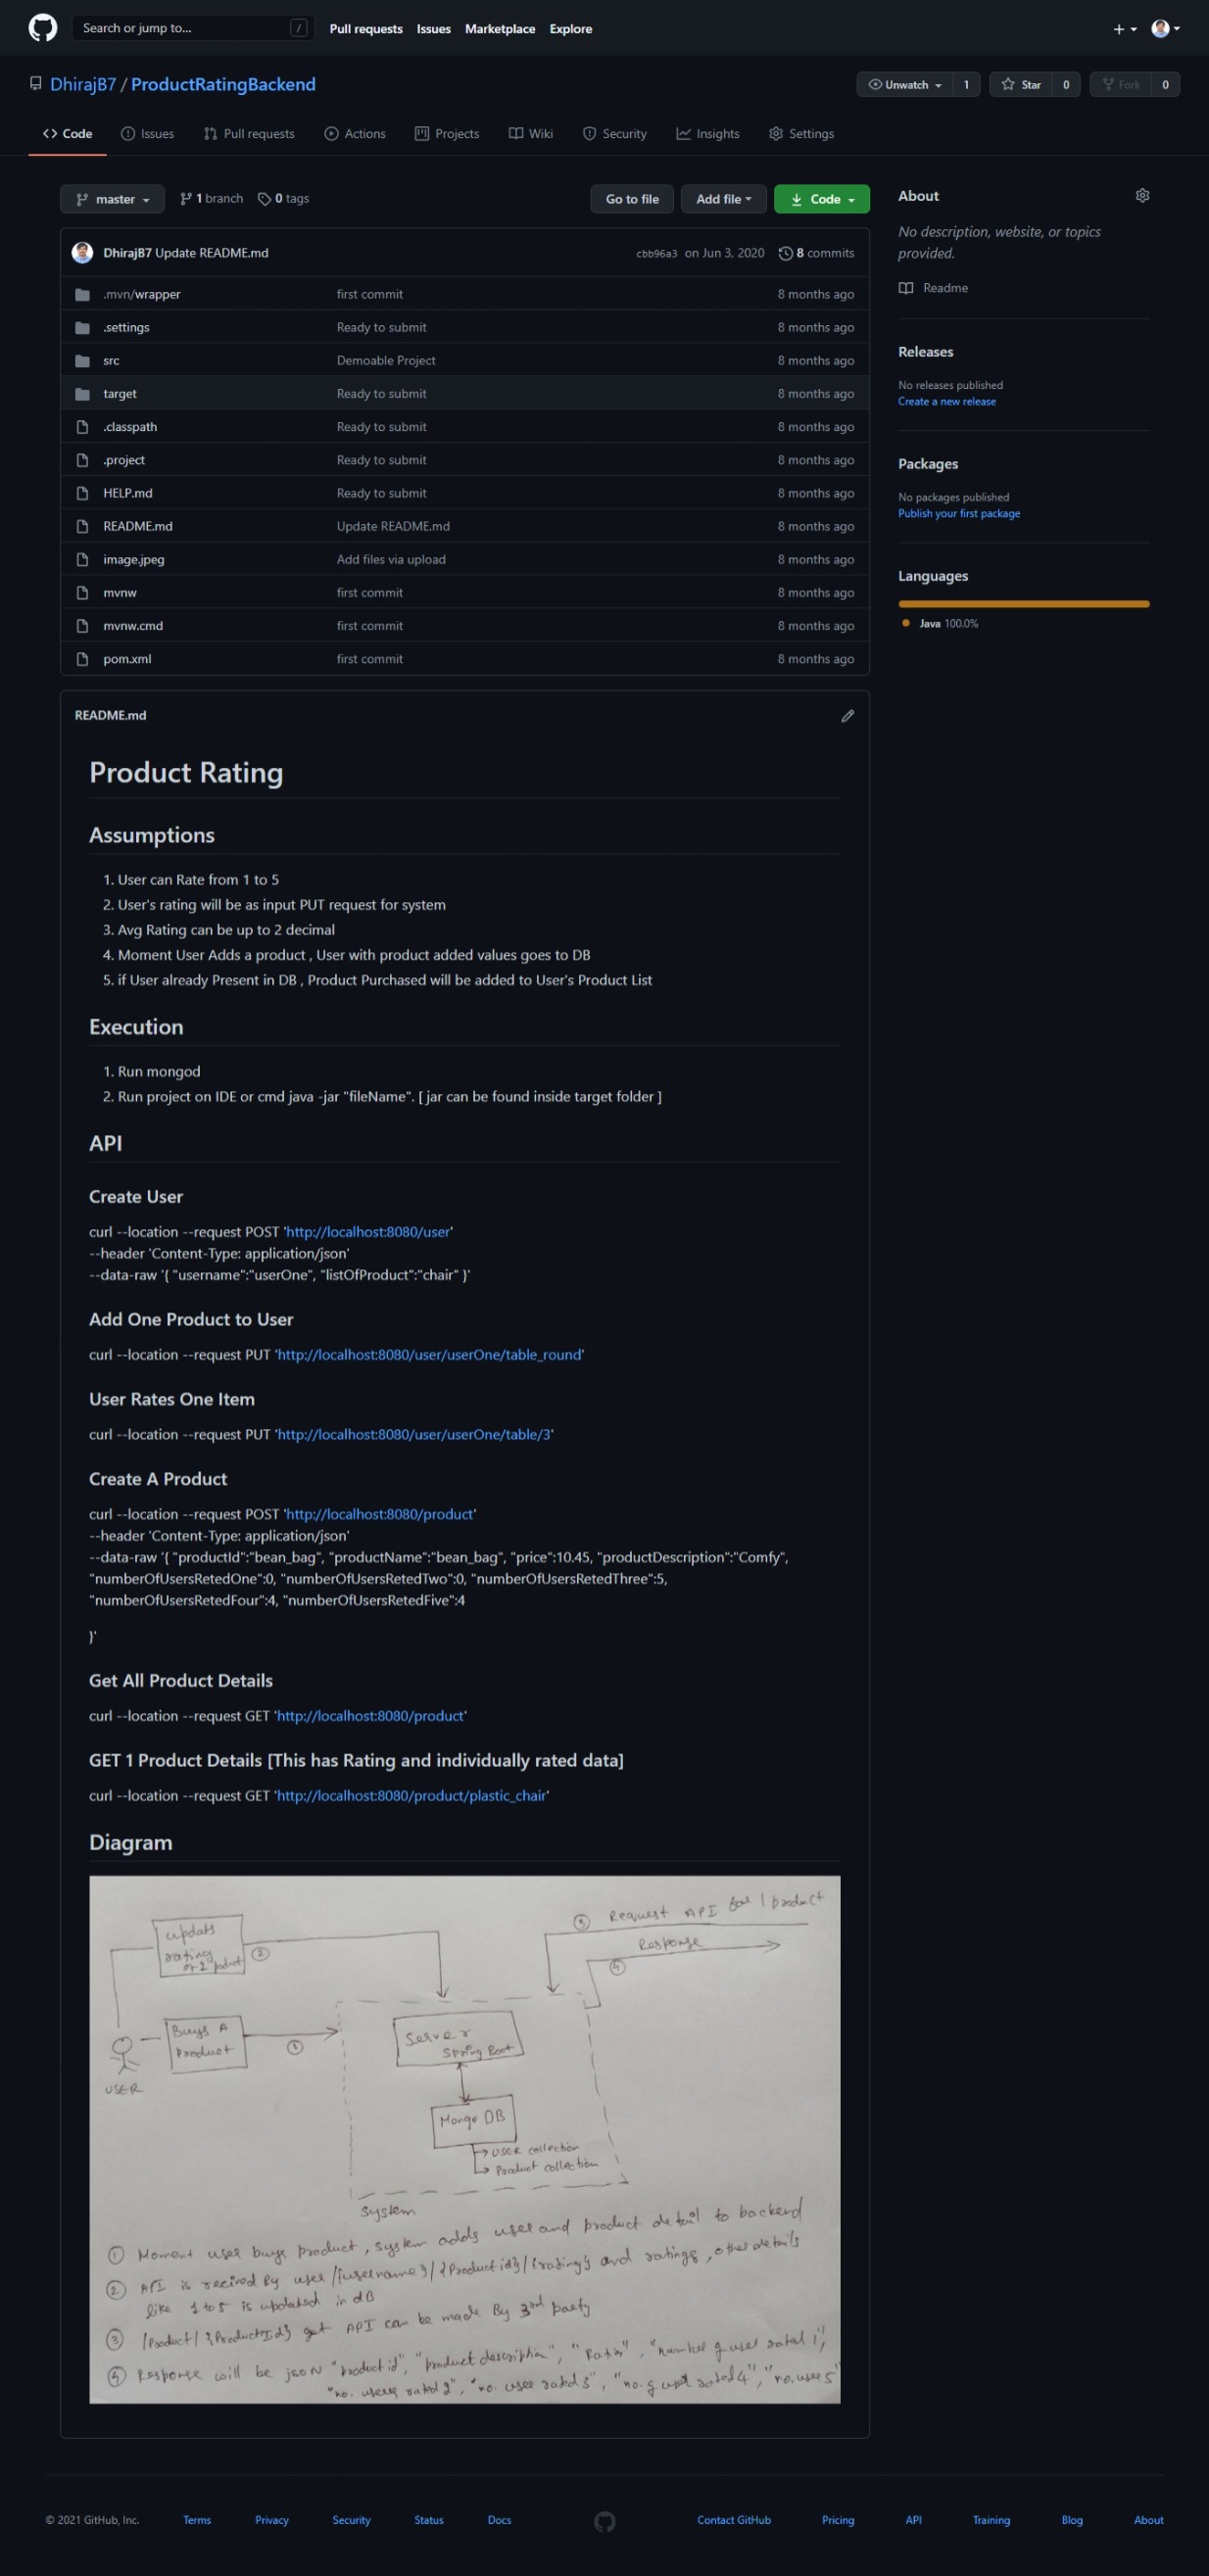 Search or jump to... /
Pull requests Issues Marketplace Explore
DhirajB7 / ProductRatingBackend
Unwatch 1 Star 0 Fork 0
Code Issues Pull requests Actions Projects Wiki Security Insights Settings
master 1 branch 0 tags Go to file Add file Code
DhirajB7 Update README.md cbb96a3 on Jun 3, 2020 8 commits
.mvn/wrapper first commit 8 months ago
.settings Ready to submit 8 months ago
src Demoable Project 8 months ago
target Ready to submit 8 months ago
.classpath Ready to submit 8 months ago
.project Ready to submit 8 months ago
HELP.md Ready to submit 8 months ago
README.md Update README.md 8 months ago
image.jpeg Add files via upload 8 months ago
mvnw first commit 8 months ago
mvnw.cmd first commit 8 months ago
pom.xml first commit 8 months ago
About
No description, website, or topics
provided.
Readme
Releases
No releases published
Create a new release
Packages
No packages published
Publish your first package
Languages
Java 100.0%
README.md
Product Rating
Assumptions
1. User can Rate from 1 to 5
2. User's rating will be as input PUT request for system
3. Avg Rating can be up to 2 decimal
4. Moment User Adds a product , User with product added values goes to DB
5. if User already Present in DB , Product Purchased will be added to User's Product List
Execution
1. Run mongod
2. Run project on IDE or cmd java -jar "fileName". [ jar can be found inside target folder ]
API
Create User
curl --location --request POST 'http://localhost:8080/user'
--header 'Content-Type: application/json'
--data-raw '{ "username":"userOne", "listOfProduct":"chair" }'
Add One Product to User
curl --location --request PUT 'http://localhost:8080/user/userOne/table_round'
User Rates One Item
curl --location --request PUT 'http://localhost:8080/user/userOne/table/3'
Create A Product
curl --location --request POST 'http://localhost:8080/product'
--header 'Content-Type: application/json'
--data-raw '{ "productId":"bean_bag", "productName":"bean_bag", "price":10.45, "productDescription":"Comfy",
"numberOfUsersRetedOne":0, "numberOfUsersRetedTwo":0, "numberOfUsersRetedThree":5,
"numberOfUsersRetedFour":4, "numberOfUsersRetedFive":4
}'
Get All Product Details
curl --location --request GET 'http://localhost:8080/product'
GET 1 Product Details [This has Rating and individually rated data]
curl --location --request GET 'http://localhost:8080/product/plastic_chair'
Diagram
③ Request API for 1 product
Response
④
update
rating
②
Buys A
Product
①
USER
Server
Spring Boot
Mongo DB
→ USER collection
→ Product collection
System
① Moment user buys product, system adds user and product detail to backend
② API is recived By user /{username}/{Product id}/{rating} and ratings, other details
like 1 to 5 is updated in dB
③ /Product/{ProductId} get API can be made By 3rd party
④ Response will be json "product id", "product description", "Rating", "number of user rated 1",
"no. users rated 2", "no. user rated 3", "no. of user rated 4", "no. user 5"
© 2021 GitHub, Inc. Terms Privacy Security Status Docs Contact GitHub Pricing API Training Blog About